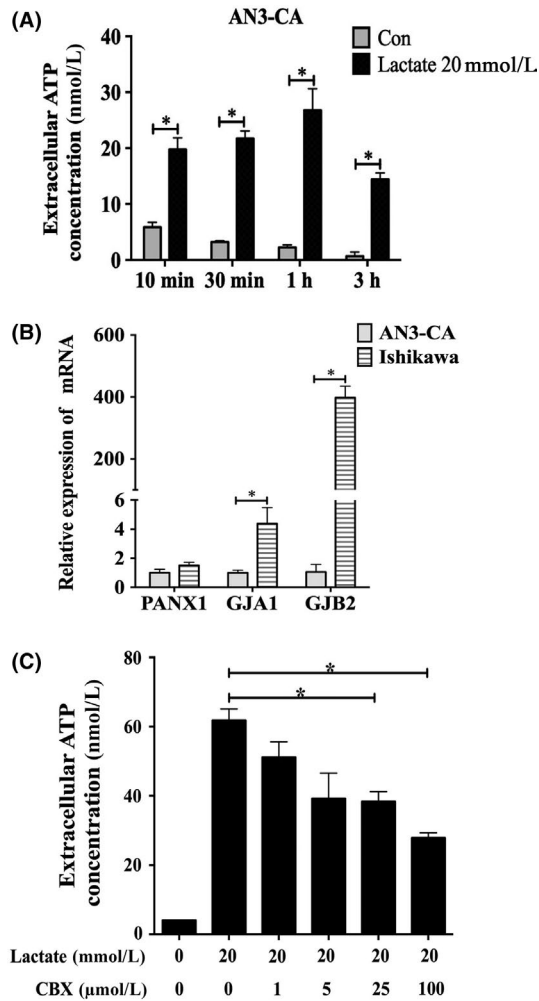 (A)
AN3-CA
Con
Lactate 20 mmol/L
Extracellular ATP
concentration (nmol/L)
40
30
20
10
0
*
*
*
*
10 min 30 min 1 h 3 h
(B)
AN3-CA
Ishikawa
Relative expression of mRNA
600
400
200
6
4
2
0
*
*
PANX1 GJA1 GJB2
(C)
Extracellular ATP
concentration (nmol/L)
80
60
40
20
0
*
*
Lactate (mmol/L) 0 20 20 20 20 20
CBX (µmol/L) 0 0 1 5 25 100